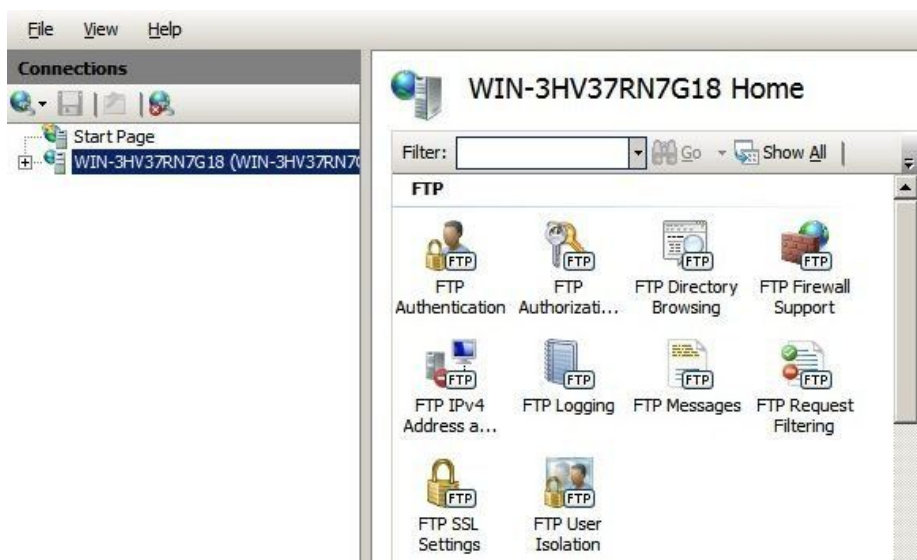 File View Help
Connections
WIN-3HV37RN7G18 Home
Start Page
WIN-3HV37RN7G18 (WIN-3HV37RN7G
Filter: Go Show All
FTP
FTP FTP FTP FTP
FTP Authentication
FTP Authorizati...
FTP Directory Browsing
FTP Firewall Support
FTP FTP FTP FTP
FTP IPv4 Address a...
FTP Logging
FTP Messages
FTP Request Filtering
FTP FTP
FTP SSL Settings
FTP User Isolation